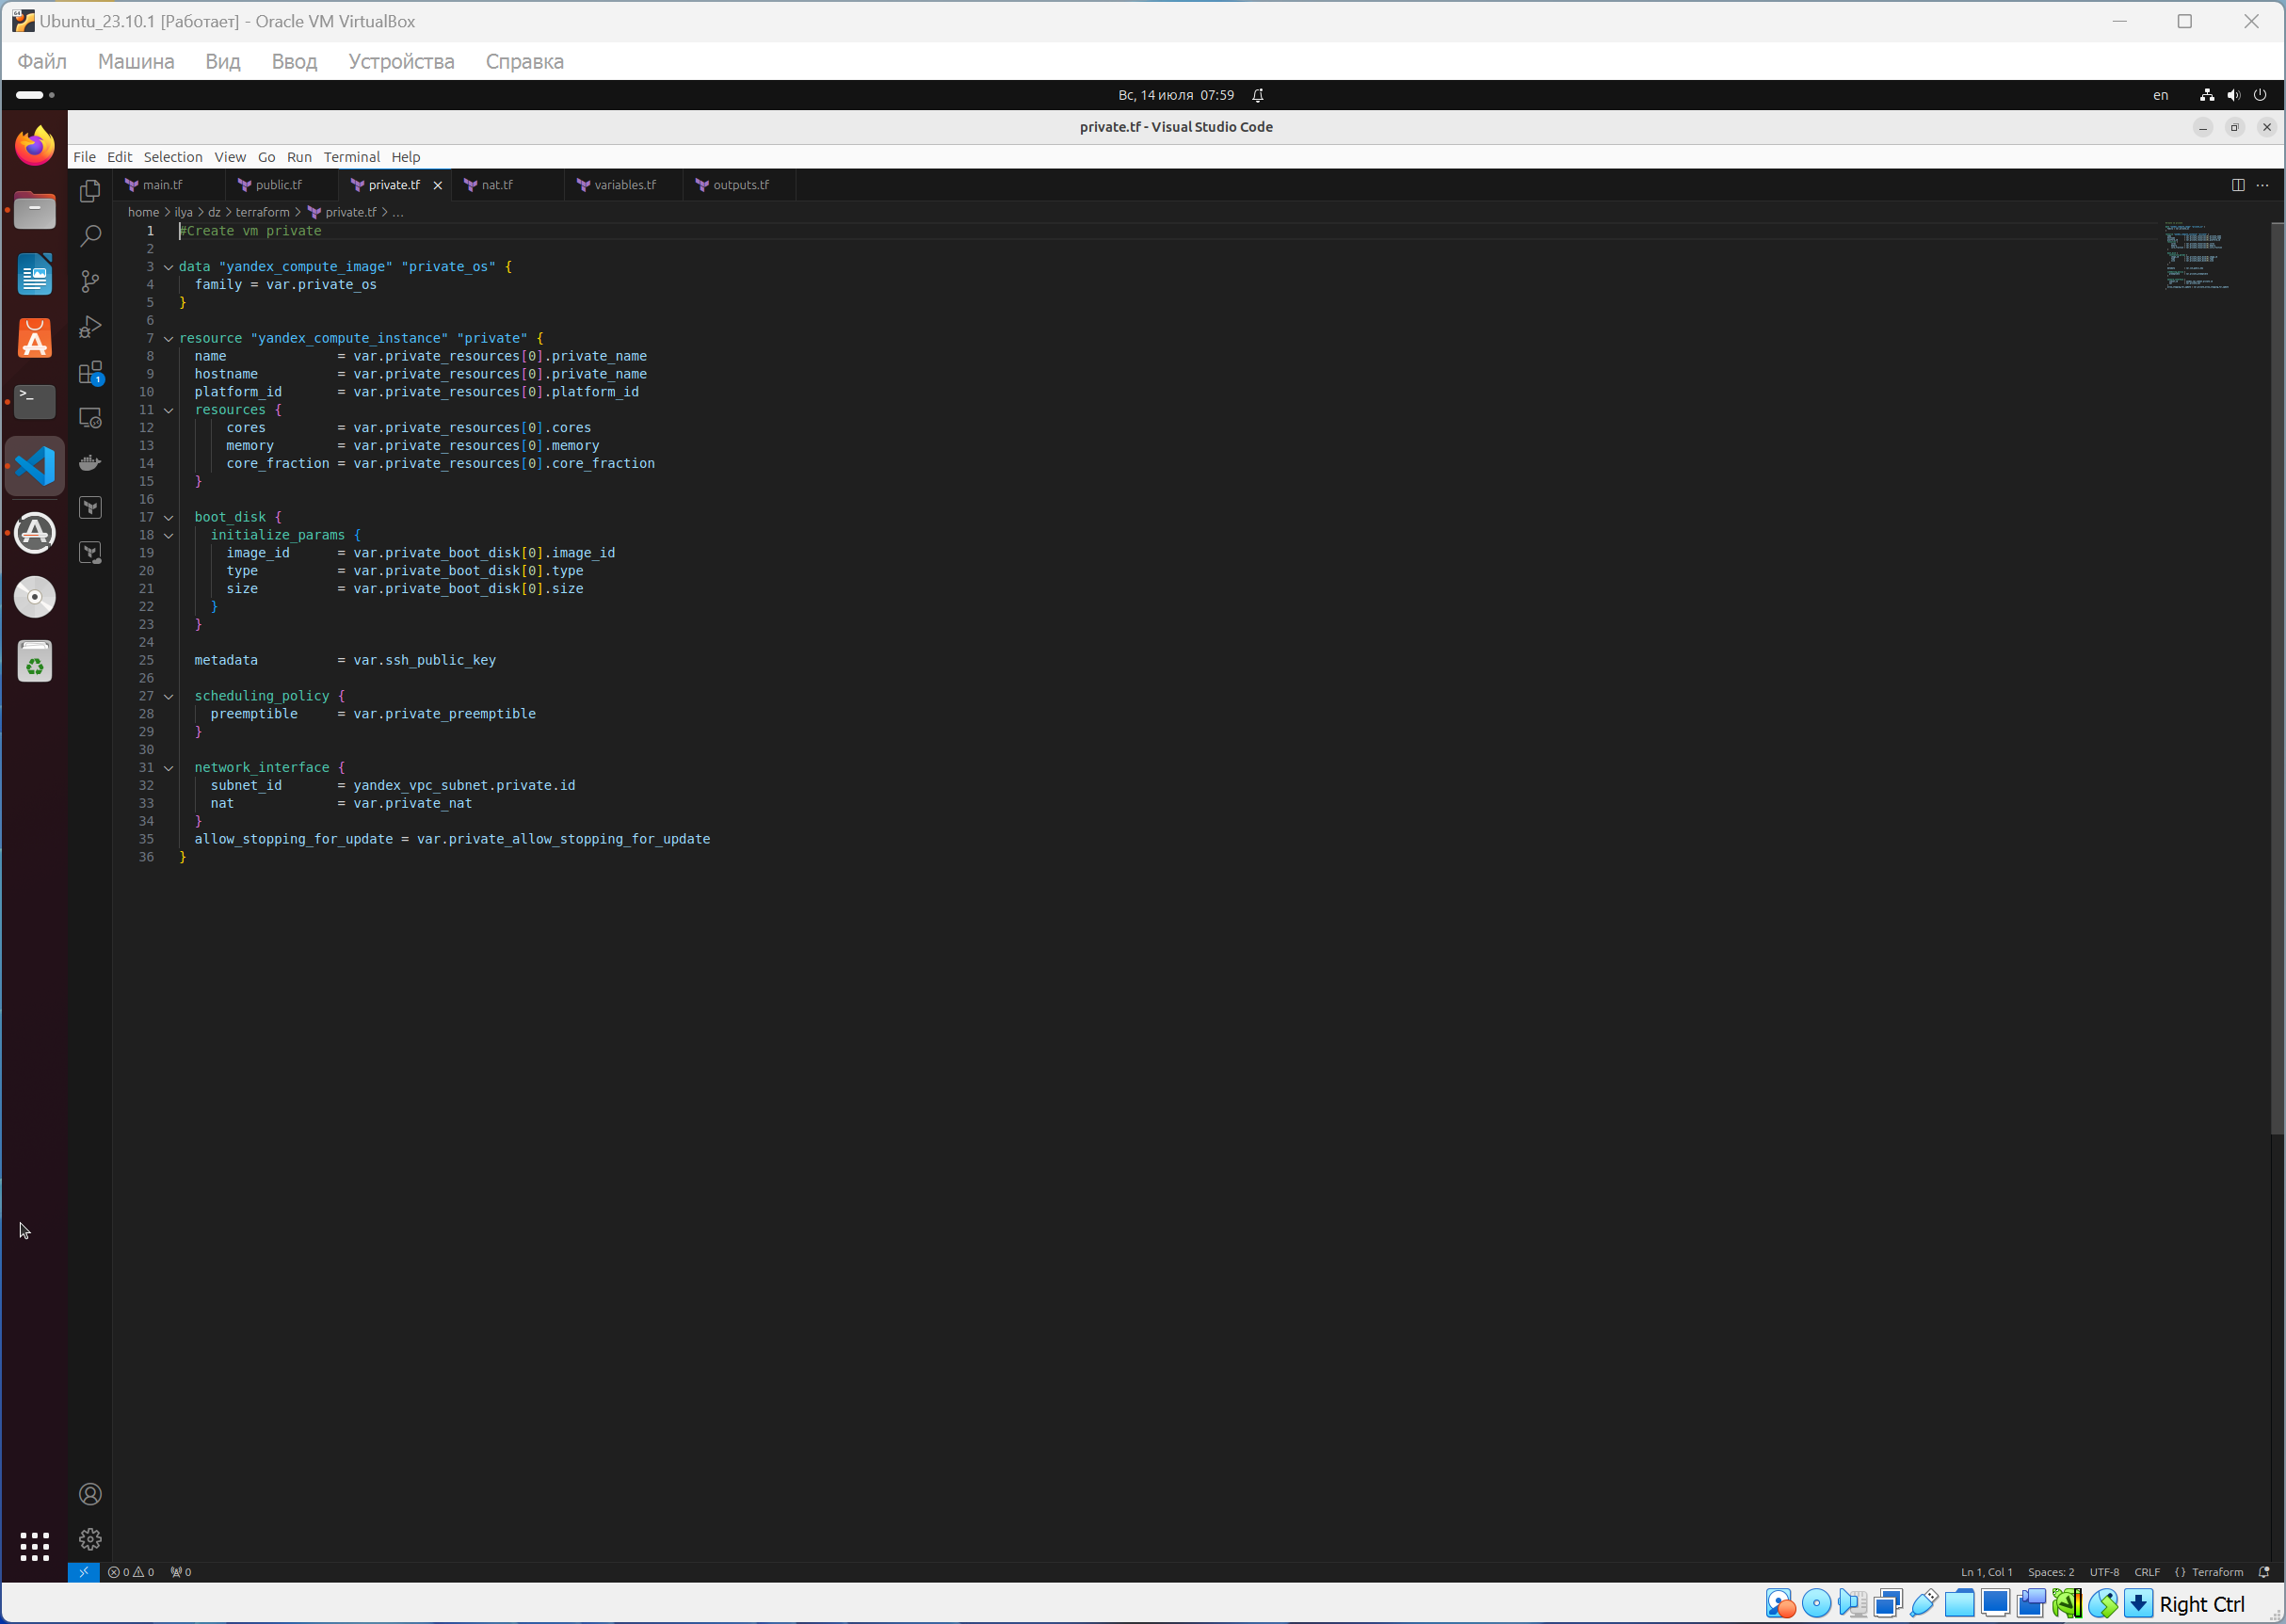 Ubuntu_23.10.1 [Работает] - Oracle VM VirtualBox
Файл Машина Вид Ввод Устройства Справка
Вс, 14 июля 07:59 en
private.tf - Visual Studio Code
File Edit Selection View Go Run Terminal Help
main.tf public.tf private.tf nat.tf variables.tf outputs.tf
home > ilya > dz > terraform > private.tf > ...
1 #Create vm private
2
3 data "yandex_compute_image" "private_os" {
4 family = var.private_os
5 }
6
7 resource "yandex_compute_instance" "private" {
8 name = var.private_resources[0].private_name
9 hostname = var.private_resources[0].private_name
10 platform_id = var.private_resources[0].platform_id
11 resources {
12 cores = var.private_resources[0].cores
13 memory = var.private_resources[0].memory
14 core_fraction = var.private_resources[0].core_fraction
15 }
16
17 boot_disk {
18 initialize_params {
19 image_id = var.private_boot_disk[0].image_id
20 type = var.private_boot_disk[0].type
21 size = var.private_boot_disk[0].size
22 }
23 }
24
25 metadata = var.ssh_public_key
26
27 scheduling_policy {
28 preemptible = var.private_preemptible
29 }
30
31 network_interface {
32 subnet_id = yandex_vpc_subnet.private.id
33 nat = var.private_nat
34 }
35 allow_stopping_for_update = var.private_allow_stopping_for_update
36 }
0 0 0 Ln 1, Col 1 Spaces: 2 UTF-8 CRLF {} Terraform
Right Ctrl